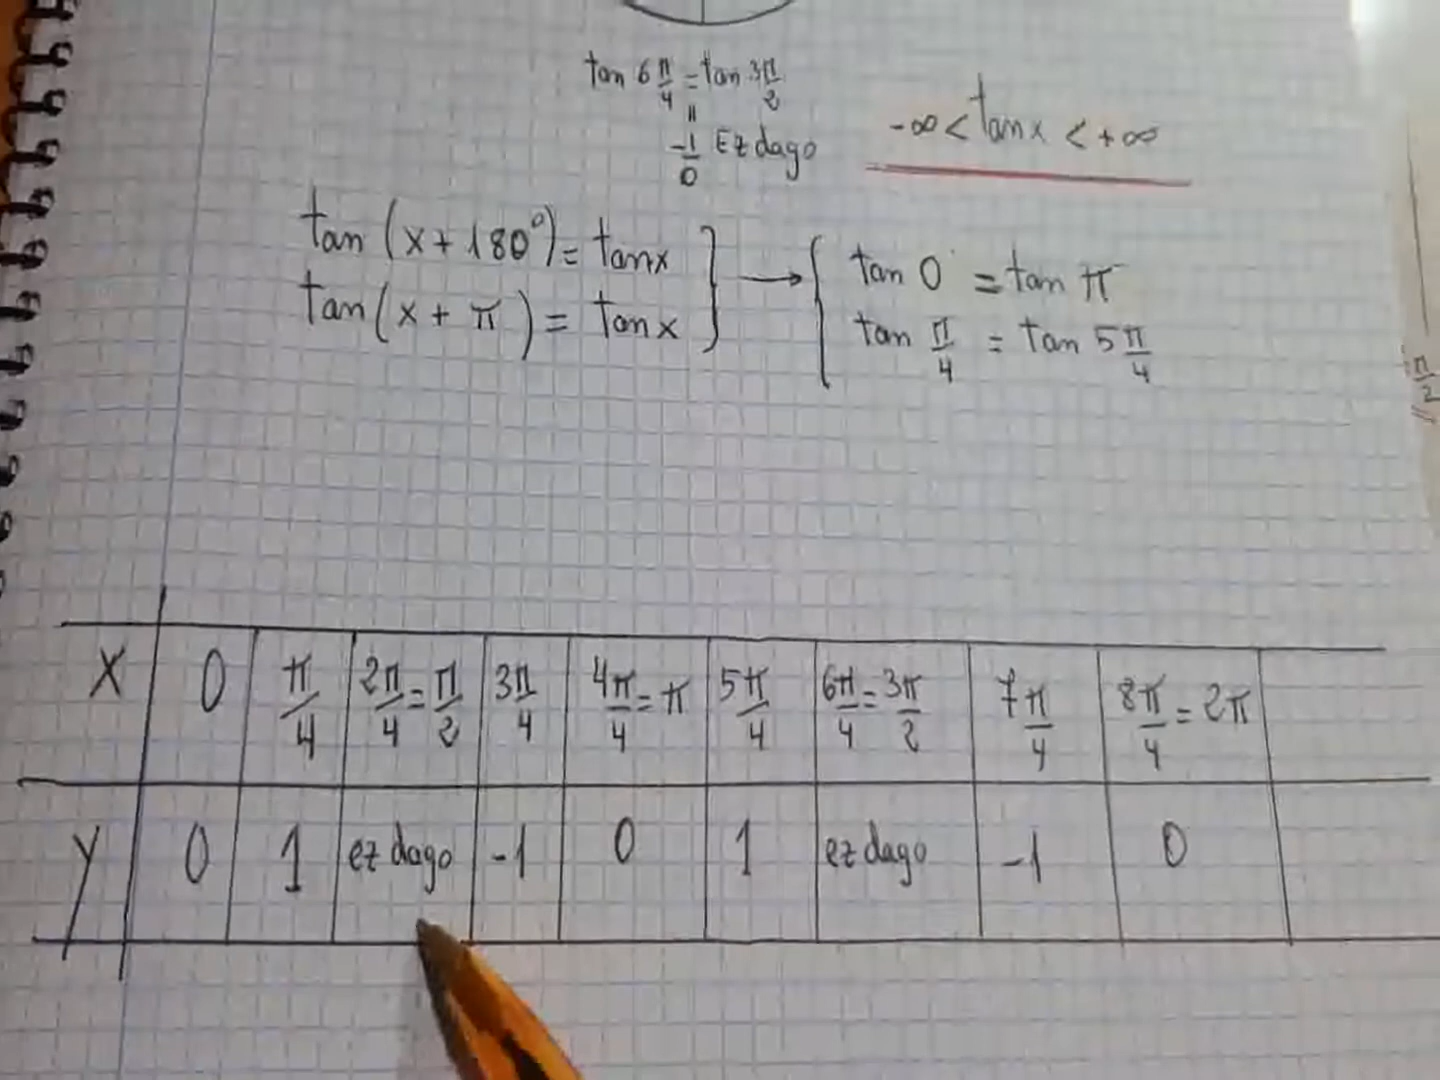 tan 6π/4 = tan 3π/2
=
-1/0 Ez dago
-∞ < tan x < +∞
tan (x + 180°) = tan x
tan (x + π) = tan x
tan 0 = tan π
tan π/4 = tan 5π/4
π/2
x 0 π/4 2π/4 = π/2 3π/4 4π/4 = π 5π/4 6π/4 = 3π/2 7π/4 8π/4 = 2π
y 0 1 ez dago -1 0 1 ez dago -1 0